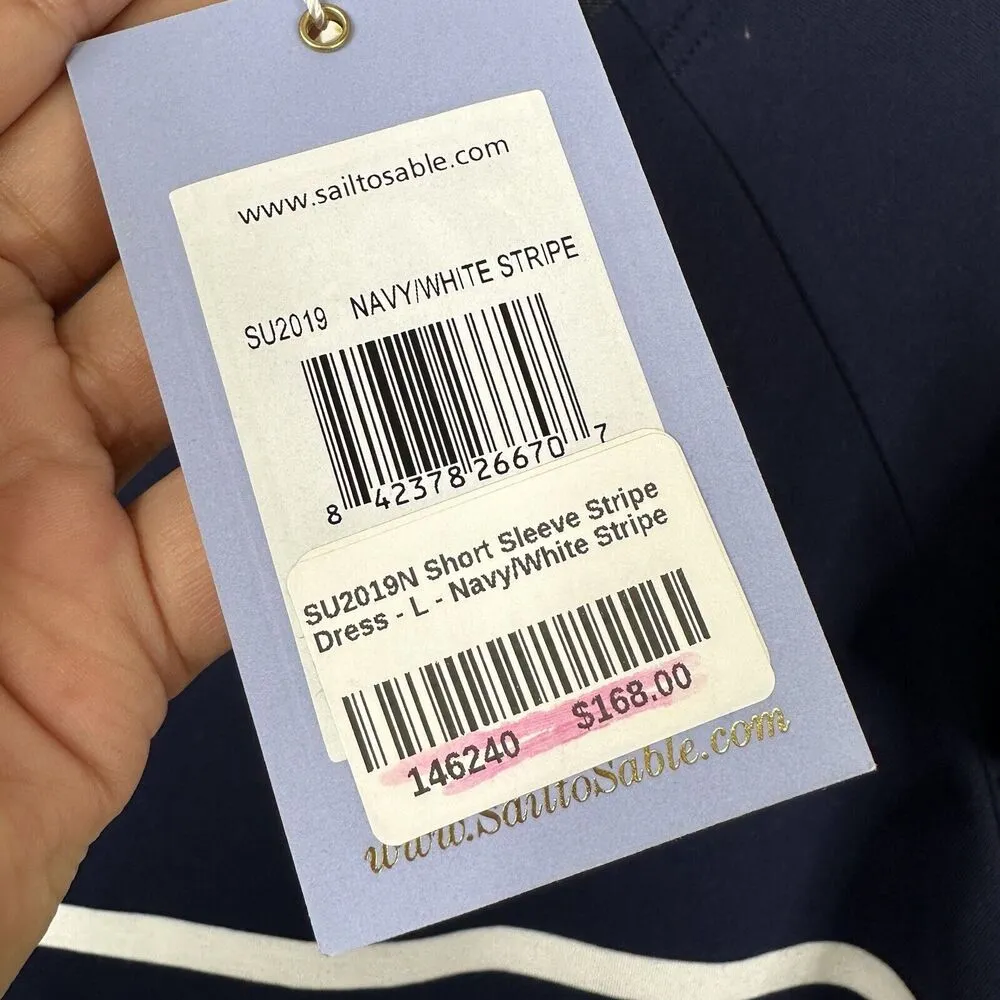 www.sailtosable.com
SU2019 NAVY/WHITE STRIPE
8 42378 26670 7
SU2019N Short Sleeve Stripe
Dress - L - Navy/White Stripe
146240 $168.00
www.SailtoSable.com